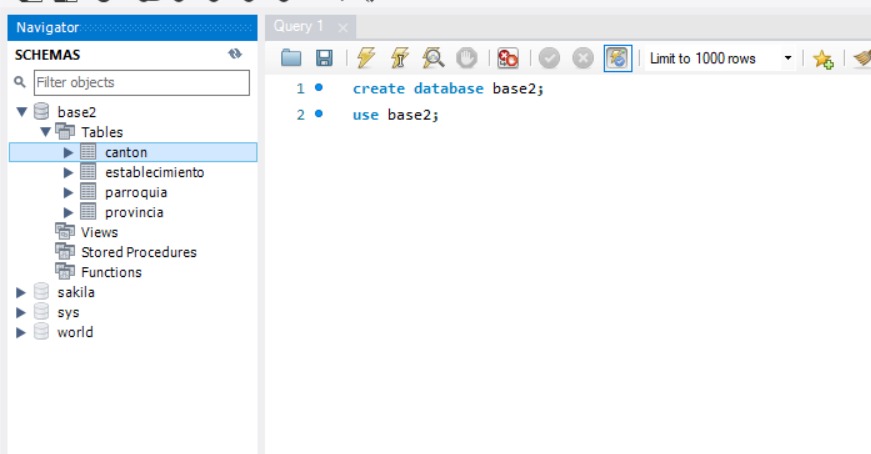 Navigator
SCHEMAS
Filter objects
base2
Tables
canton
establecimiento
parroquia
provincia
Views
Stored Procedures
Functions
sakila
sys
world
Query 1
Limit to 1000 rows
1 create database base2;
2 use base2;